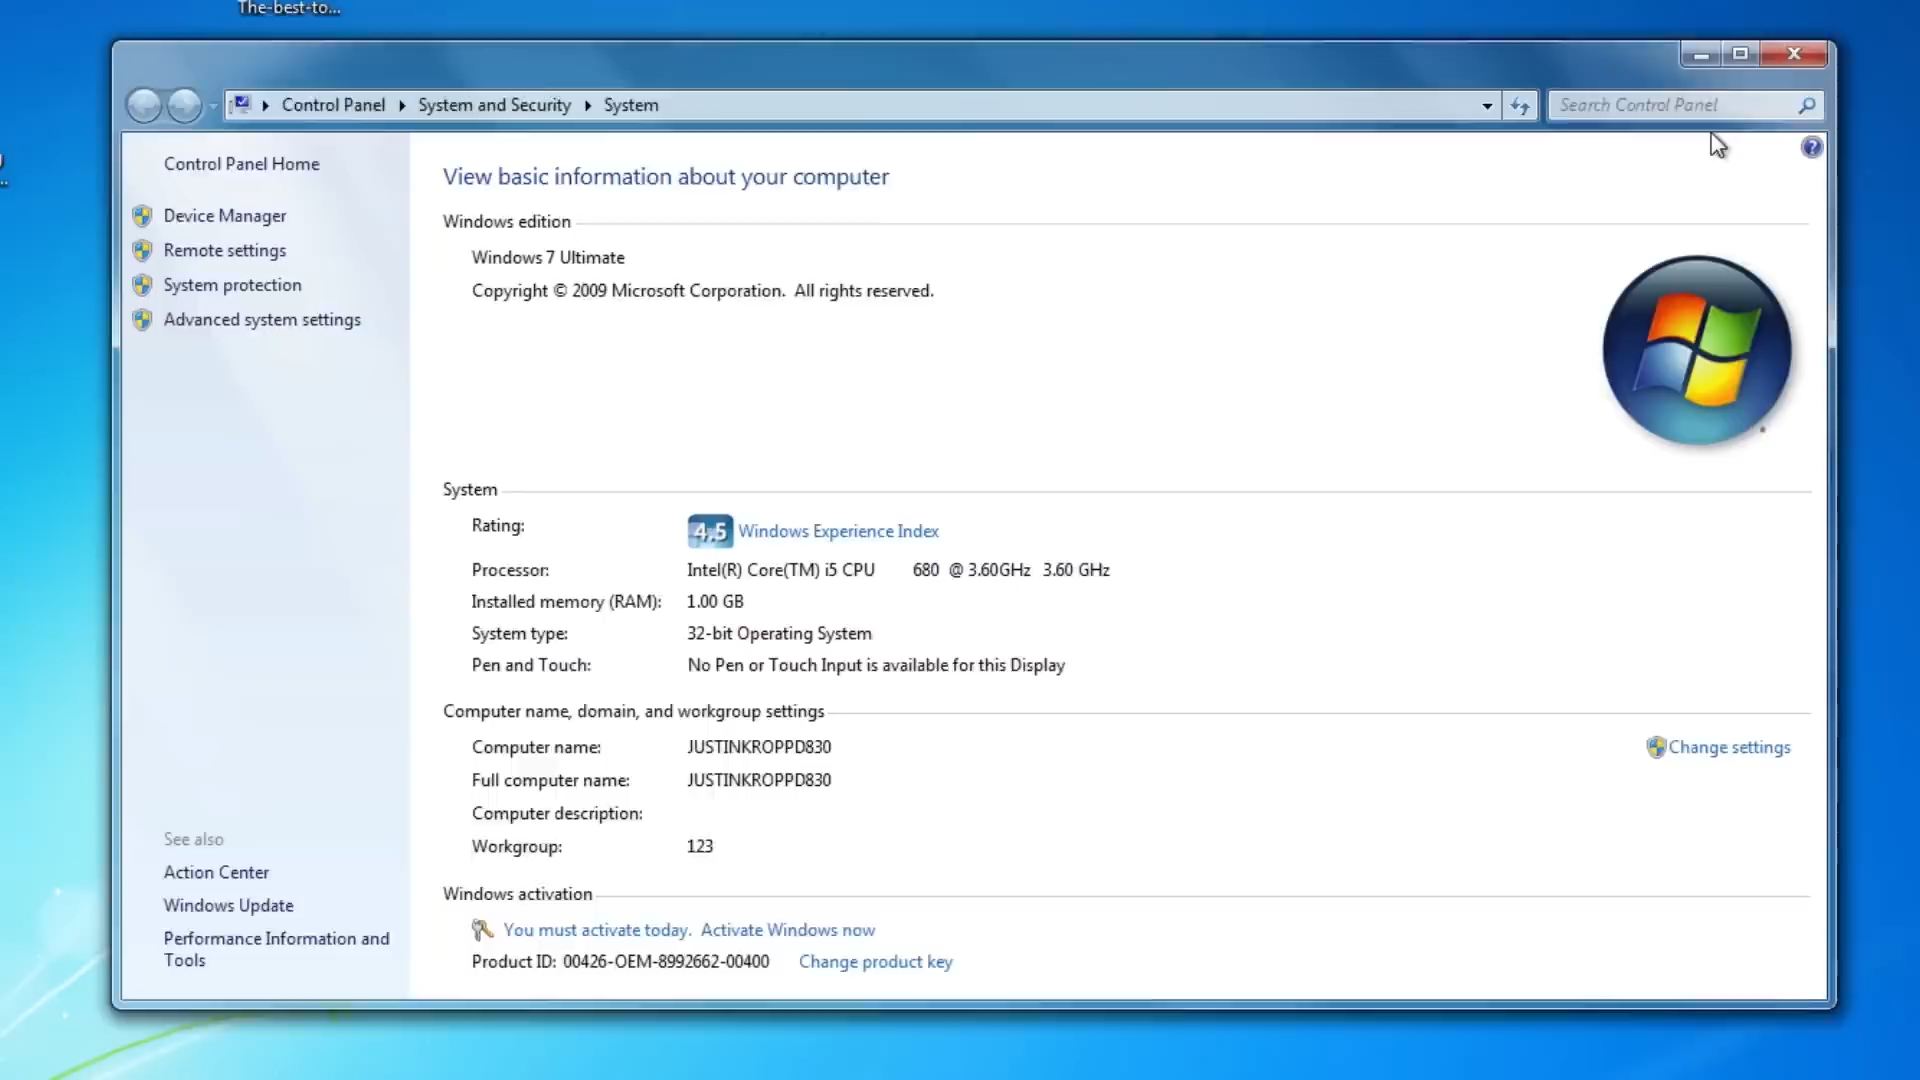 The-best-to...
Control Panel
System and Security
System
Search Control Panel
Control Panel Home
Device Manager
Remote settings
System protection
Advanced system settings
View basic information about your computer
Windows edition
Windows 7 Ultimate
Copyright © 2009 Microsoft Corporation. All rights reserved.
System
Rating: 4,5 Windows Experience Index
Processor: Intel(R) Core(TM) i5 CPU 680 @ 3.60GHz 3.60 GHz
Installed memory (RAM): 1.00 GB
System type: 32-bit Operating System
Pen and Touch: No Pen or Touch Input is available for this Display
Computer name, domain, and workgroup settings
Computer name: JUSTINKROPPD830
Change settings
Full computer name: JUSTINKROPPD830
Computer description:
Workgroup: 123
See also
Action Center
Windows Update
Performance Information and
Tools
Windows activation
You must activate today. Activate Windows now
Product ID: 00426-OEM-8992662-00400 Change product key